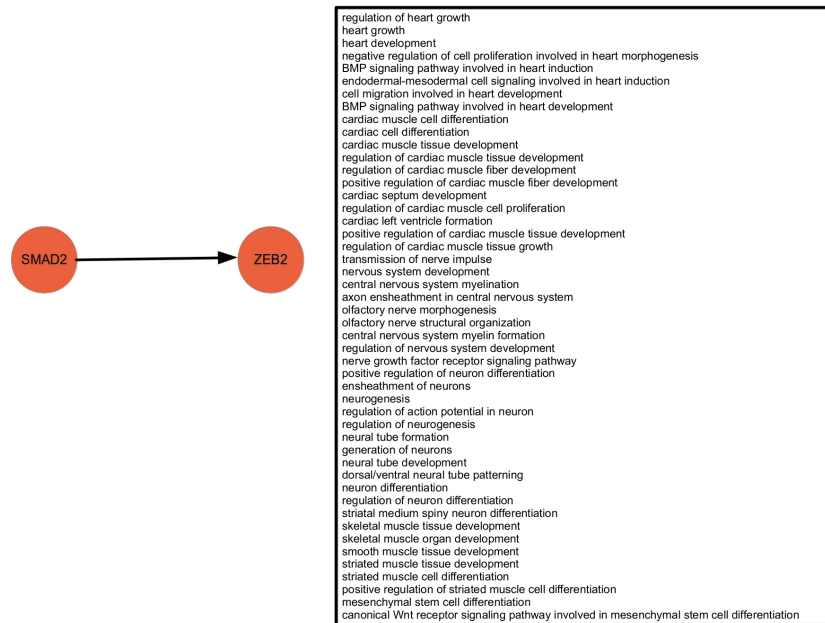 SMAD2
ZEB2
regulation of heart growth
heart growth
heart development
negative regulation of cell proliferation involved in heart morphogenesis
BMP signaling pathway involved in heart induction
endodermal-mesodermal cell signaling involved in heart induction
cell migration involved in heart development
BMP signaling pathway involved in heart development
cardiac muscle cell differentiation
cardiac cell differentiation
cardiac muscle tissue development
regulation of cardiac muscle tissue development
regulation of cardiac muscle fiber development
positive regulation of cardiac muscle fiber development
cardiac septum development
regulation of cardiac muscle cell proliferation
cardiac left ventricle formation
positive regulation of cardiac muscle tissue development
regulation of cardiac muscle tissue growth
transmission of nerve impulse
nervous system development
central nervous system myelination
axon ensheathment in central nervous system
olfactory nerve morphogenesis
olfactory nerve structural organization
central nervous system myelin formation
regulation of nervous system development
nerve growth factor receptor signaling pathway
positive regulation of neuron differentiation
ensheathment of neurons
neurogenesis
regulation of action potential in neuron
regulation of neurogenesis
neural tube formation
generation of neurons
neural tube development
dorsal/ventral neural tube patterning
neuron differentiation
regulation of neuron differentiation
striatal medium spiny neuron differentiation
skeletal muscle tissue development
skeletal muscle organ development
smooth muscle tissue development
striated muscle tissue development
striated muscle cell differentiation
positive regulation of striated muscle cell differentiation
mesenchymal stem cell differentiation
canonical Wnt receptor signaling pathway involved in mesenchymal stem cell differentiation